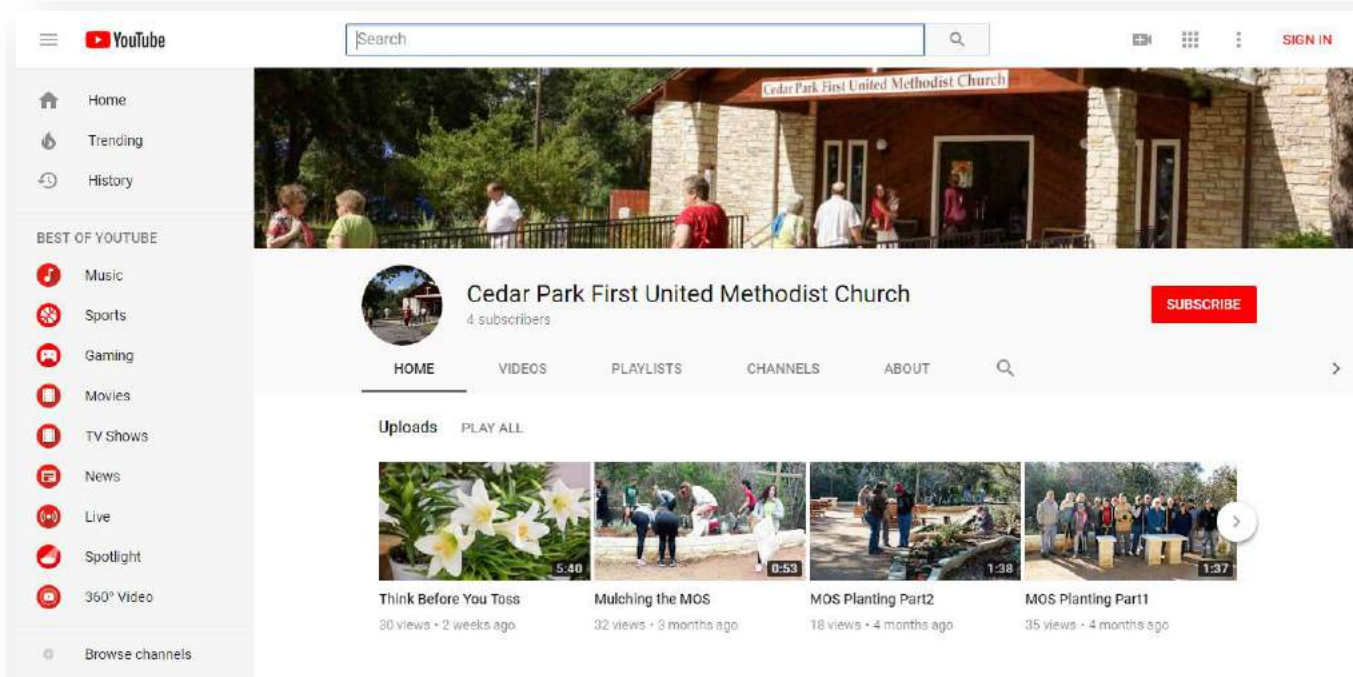 YouTube
Search
SIGN IN
Home
Trending
History
BEST OF YOUTUBE
Music
Sports
Gaming
Movies
TV Shows
News
Live
Spotlight
360° Video
Browse channels
Cedar Park First United Methodist Church
Cedar Park First United Methodist Church
4 subscribers
SUBSCRIBE
HOME VIDEOS PLAYLISTS CHANNELS ABOUT
Uploads PLAY ALL
5:40 0:53 1:38 1:37
Think Before You Toss Mulching the MOS MOS Planting Part2 MOS Planting Part1
30 views • 2 weeks ago 32 views • 3 months ago 18 views • 4 months ago 35 views • 4 months ago